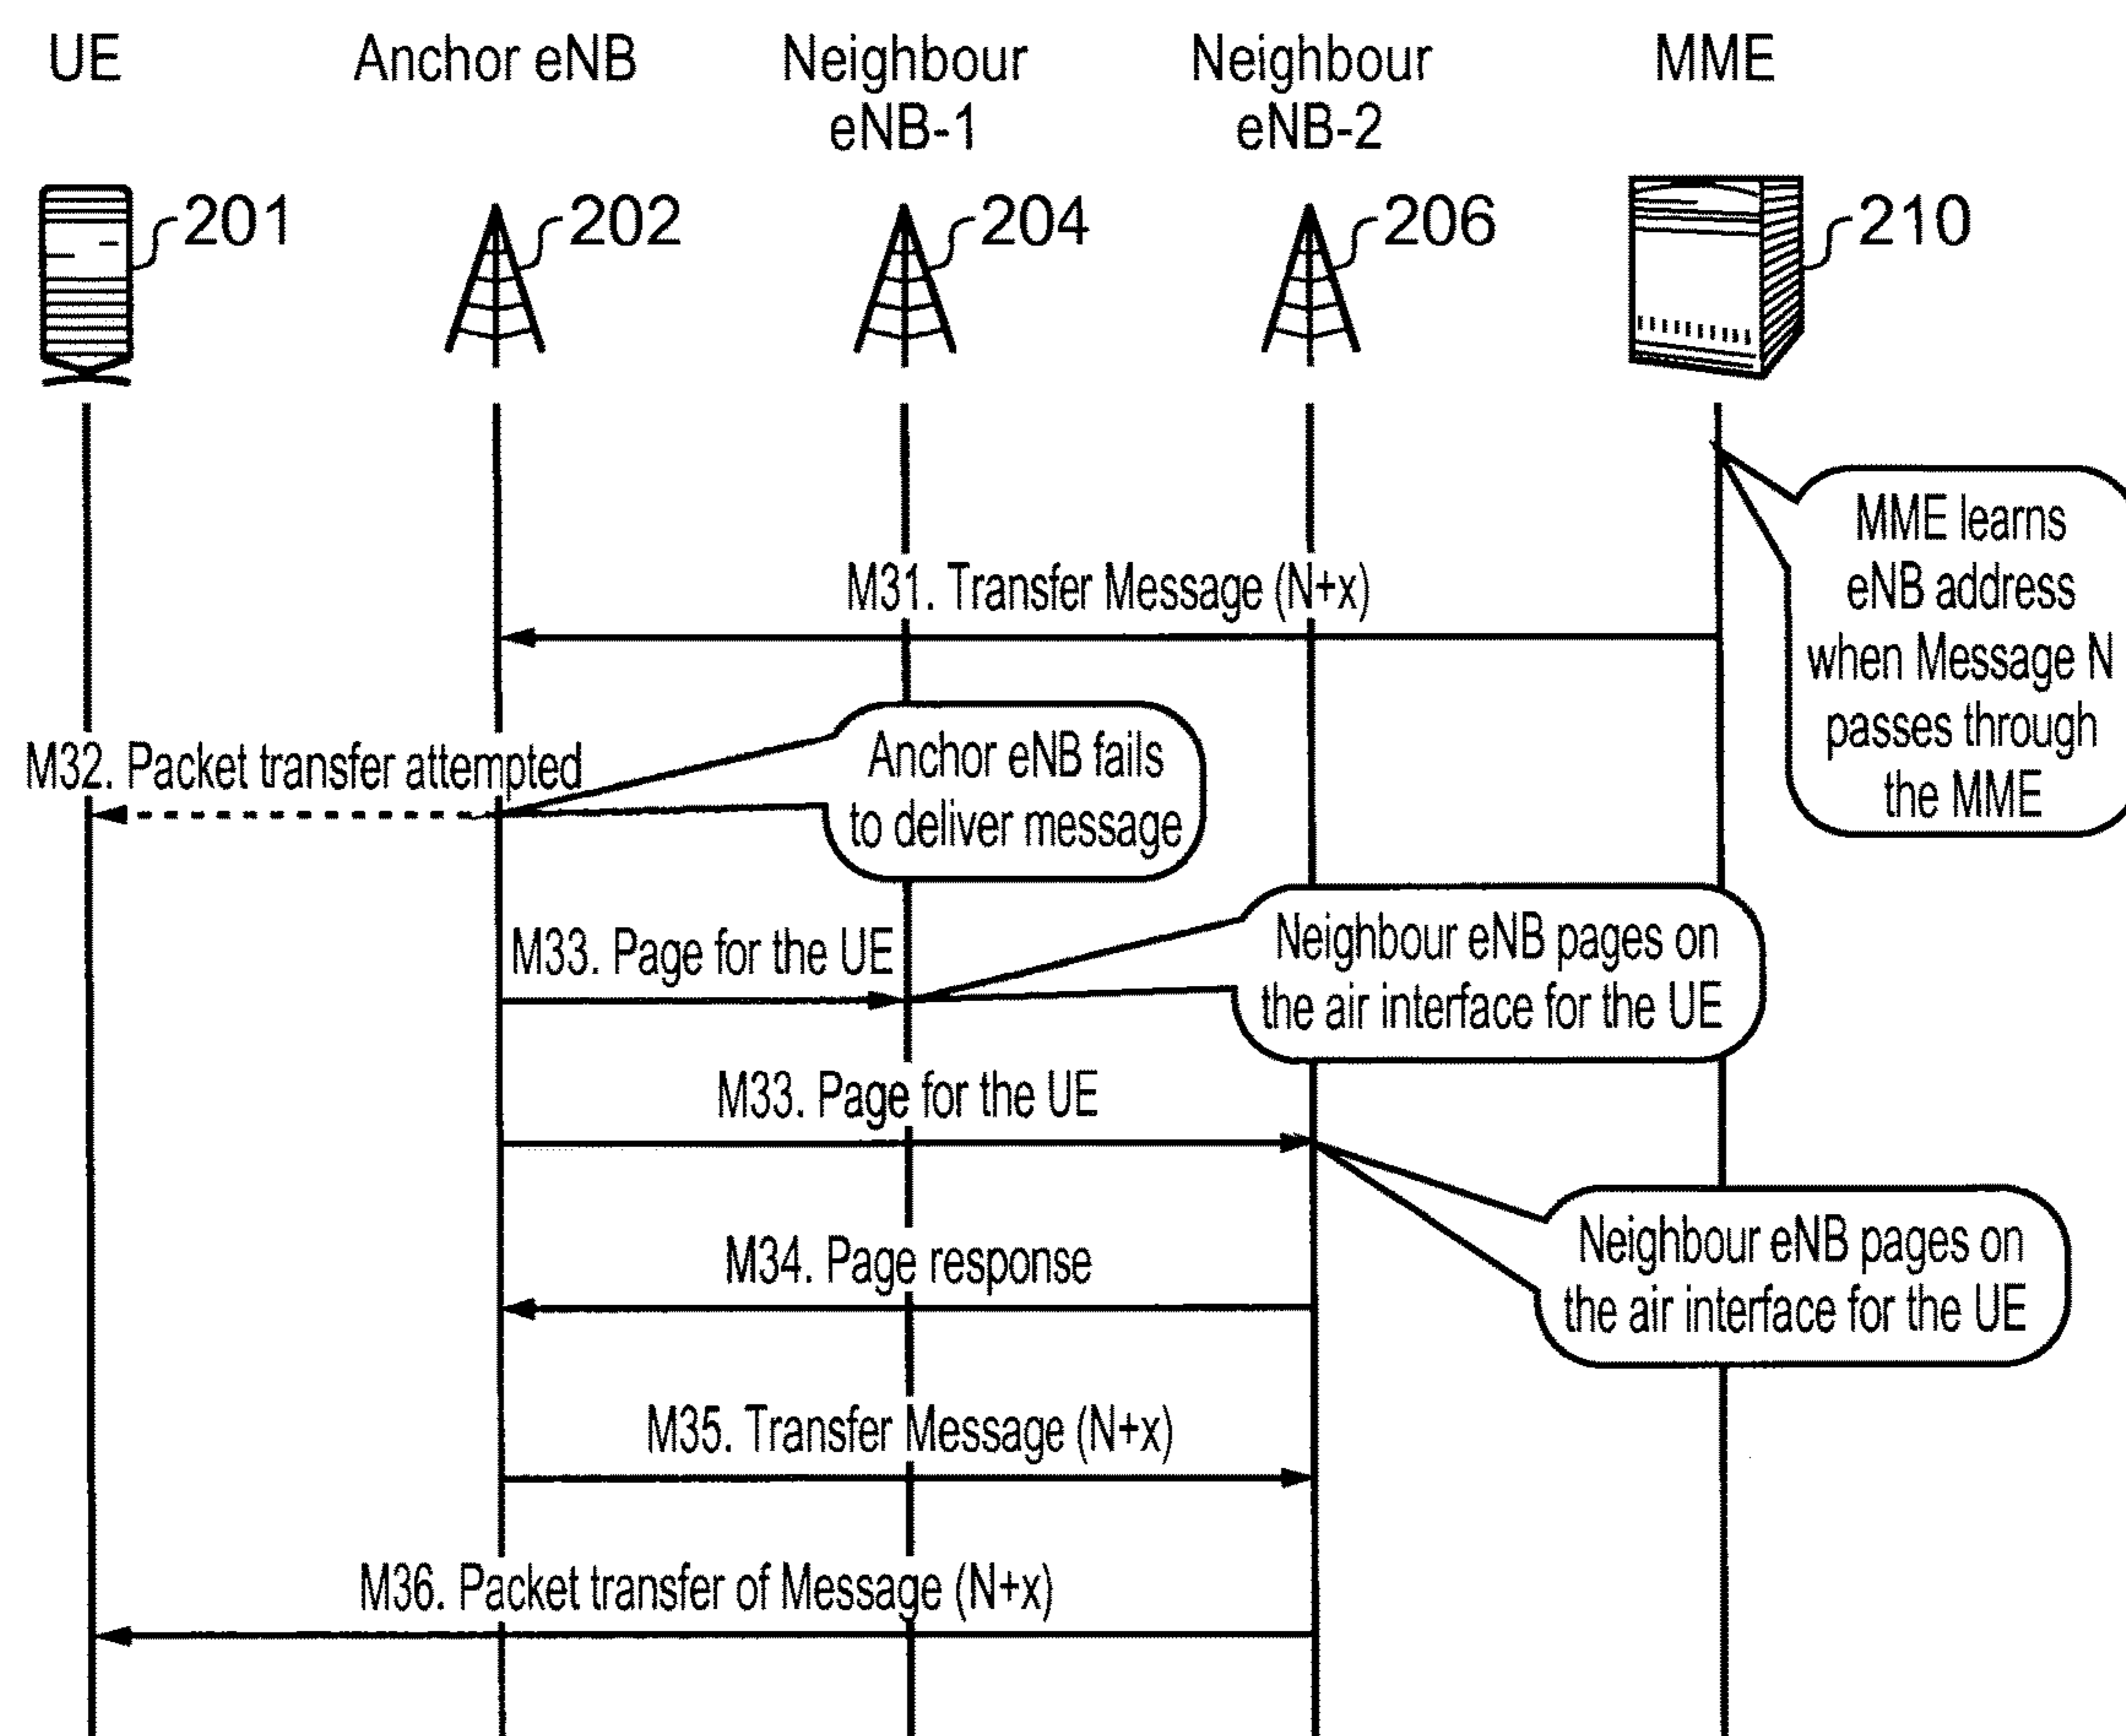 UE
Anchor eNB
Neighbour
eNB-1
Neighbour
eNB-2
MME
201
202
204
206
210
MME learns
eNB address
when Message N
passes through
the MME
M31. Transfer Message (N+x)
M32. Packet transfer attempted
Anchor eNB fails
to deliver message
M33. Page for the UE
Neighbour eNB pages on
the air interface for the UE
M33. Page for the UE
Neighbour eNB pages on
the air interface for the UE
M34. Page response
M35. Transfer Message (N+x)
M36. Packet transfer of Message (N+x)